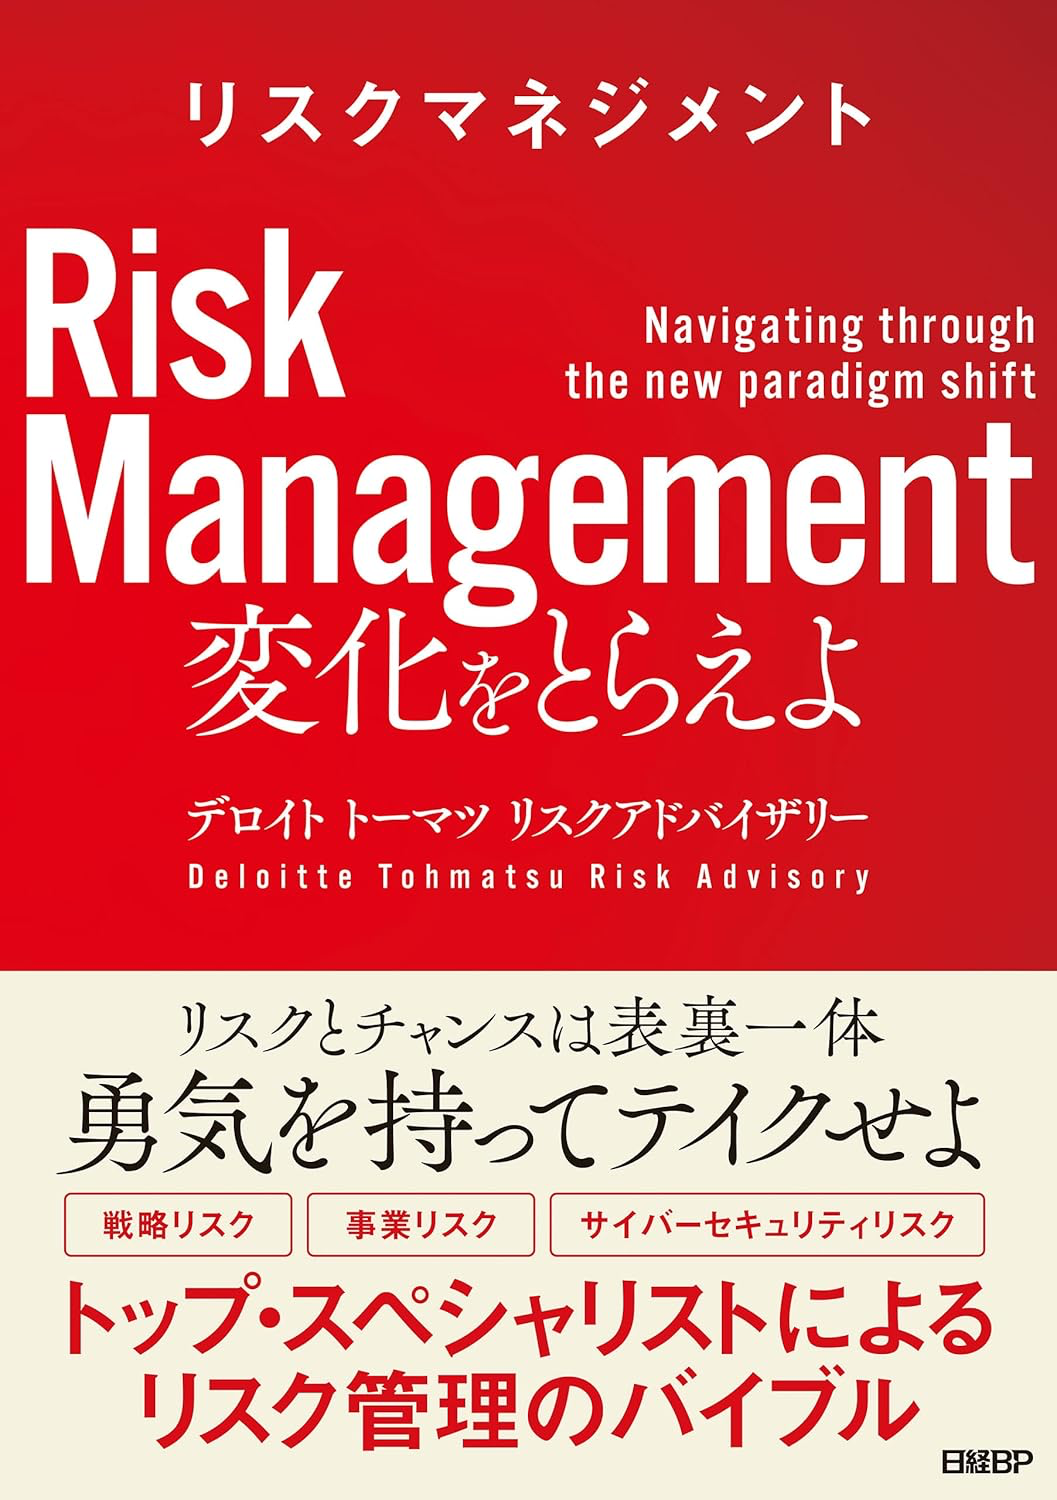 リスクマネジメント
Risk
Navigating through
the new paradigm shift
Management
変化をとらえよ
デロイト トーマツ リスクアドバイザリー
Deloitte Tohmatsu Risk Advisory
リスクとチャンスは表裏一体
勇気を持ってテイクせよ
戦略リスク 事業リスク サイバーセキュリティリスク
トップ・スペシャリストによる
リスク管理のバイブル
日経BP